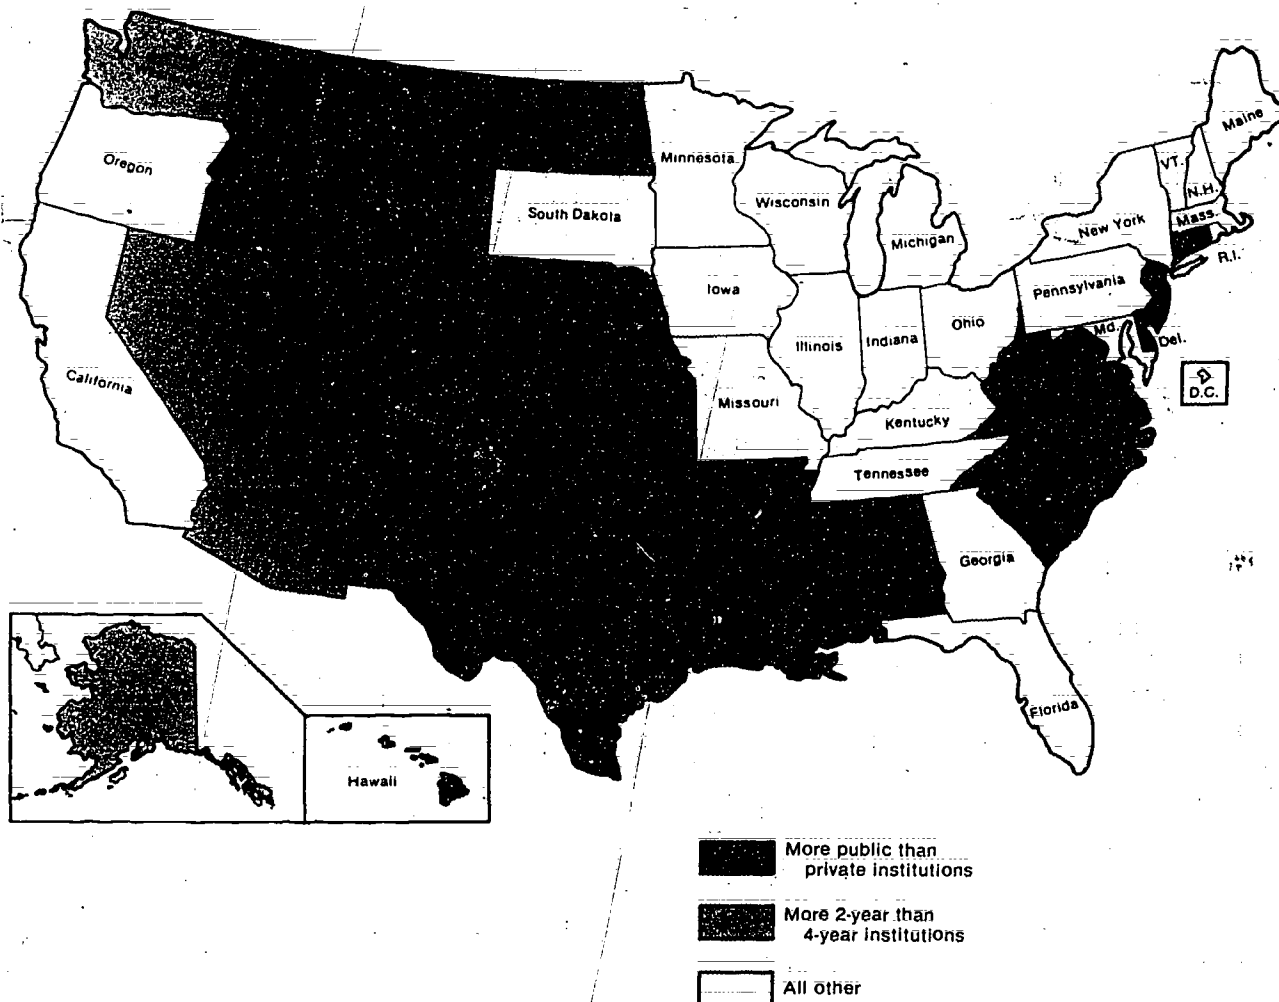 Maine
VT.
N.H.
Oregon
Minnesota
South Dakota
Wisconsin
New York
Mass.
Michigan
R.I.
Iowa
Pennsylvania
Illinois
Indiana
Ohio
Md.
Del.
California
D.C.
Missouri
Kentucky
Tennessee
Georgia
Florida
Hawaii
More public than
private institutions
More 2-year than
4-year institutions
All other